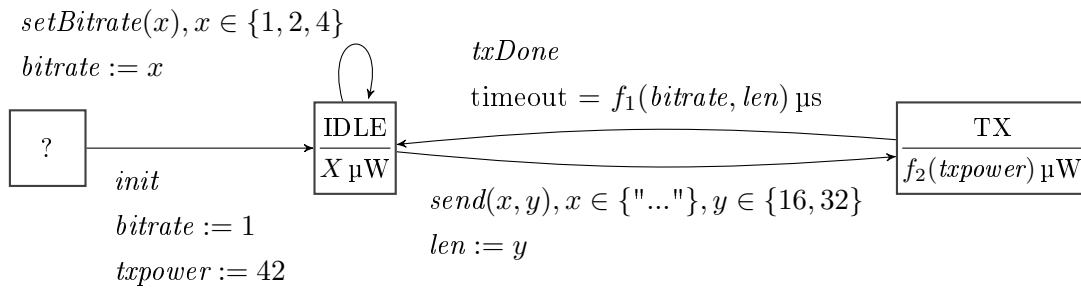 setBitrate(x), x ∈ {1, 2, 4}
bitrate := x
txDone
timeout = f₁(bitrate, len) µs
?
IDLE
X µW
TX
f₂(txpower) µW
init
bitrate := 1
txpower := 42
send(x, y), x ∈ {"..."}, y ∈ {16, 32}
len := y